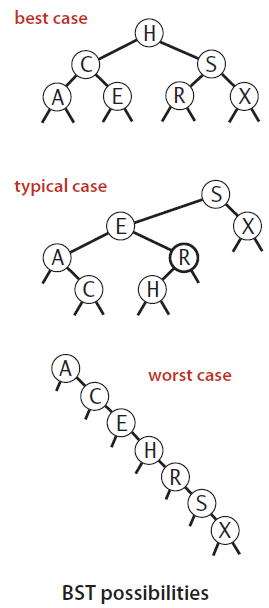 best case
H
C S
A E R X
typical case
S
E X
A R
C H
worst case
A
C
E
H
R
S
X
BST possibilities